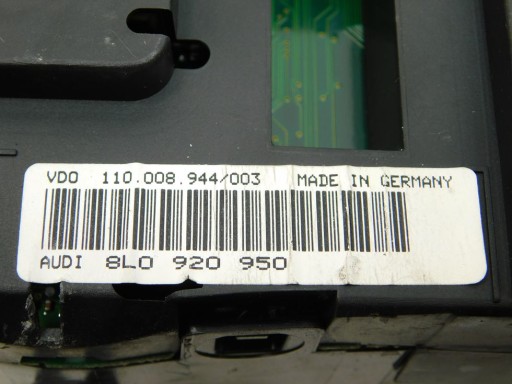 VDO 110.008.944/003 MADE IN GERMANY
AUDI 8L0 920 950